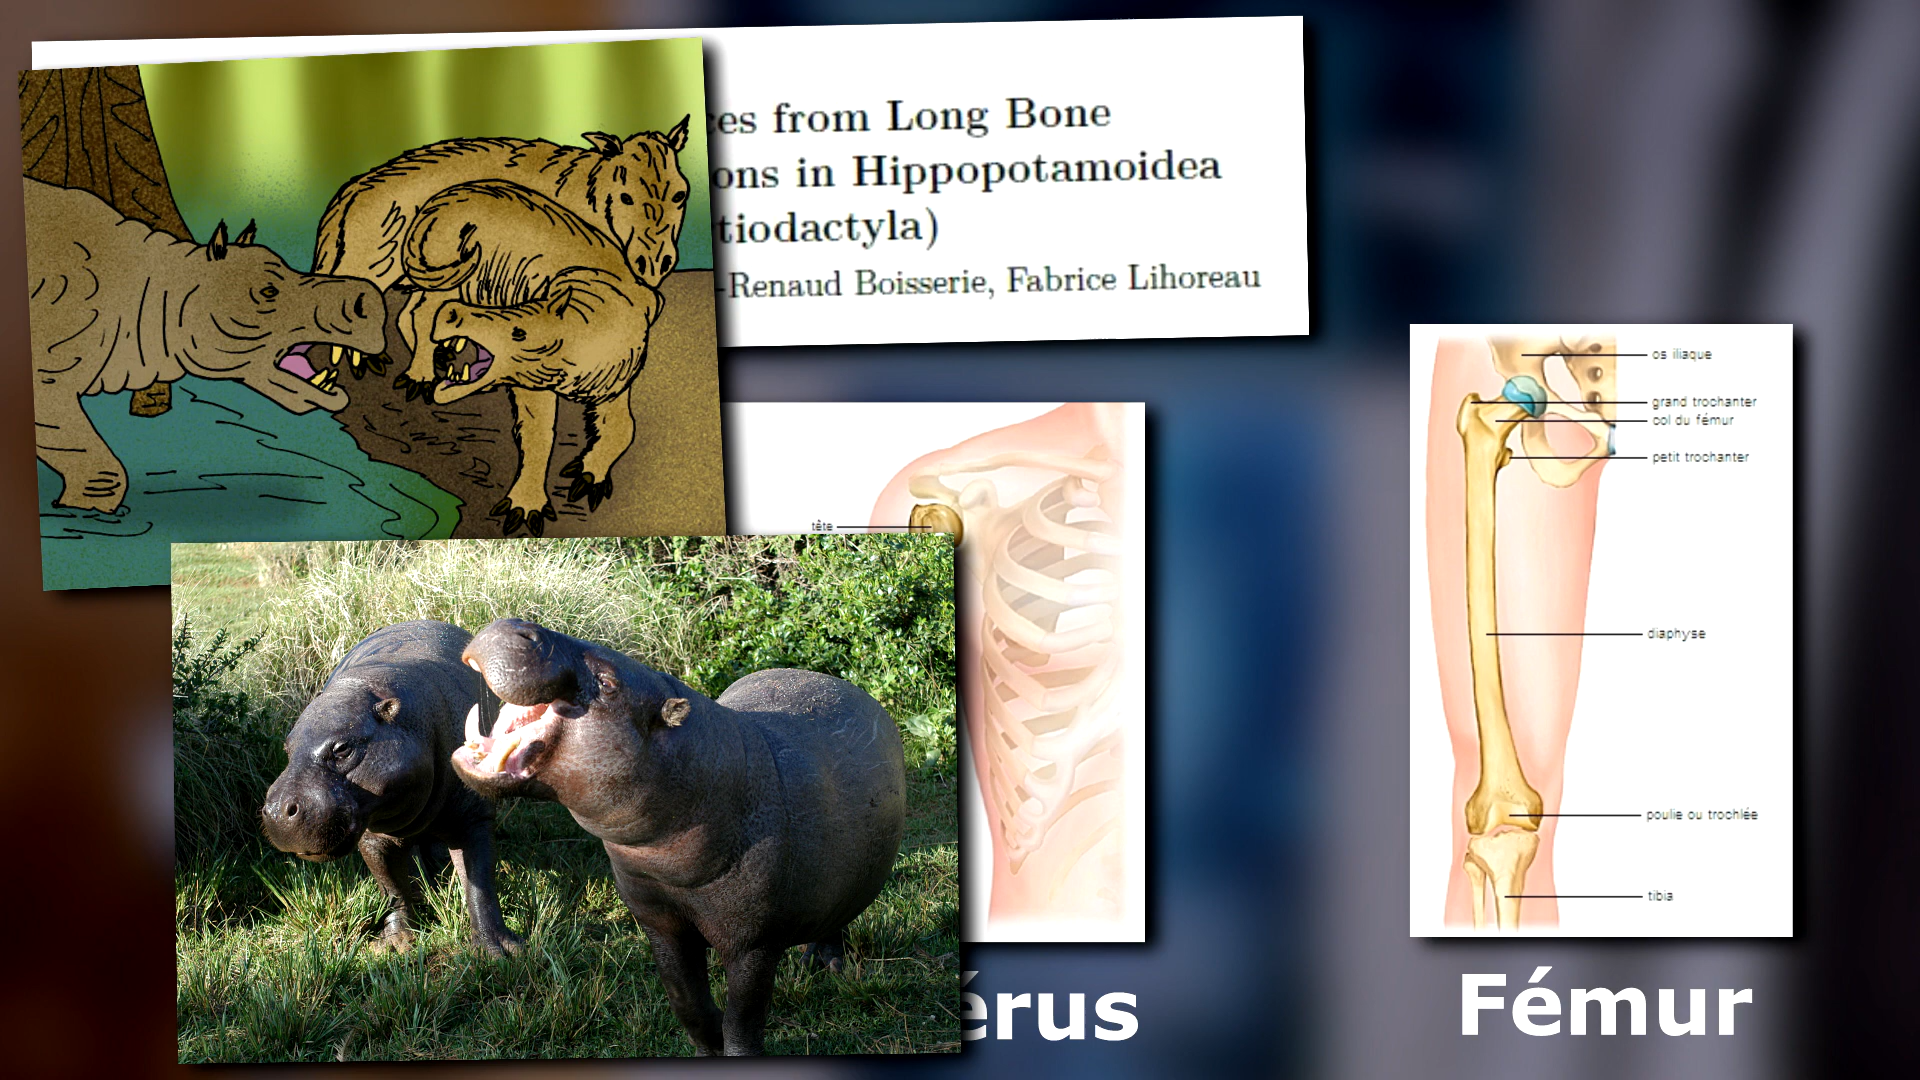 ces from Long Bone
ons in Hippopotamoidea
tiodactyla)
-Renaud Boisserie, Fabrice Lihoreau
os iliaque
grand trochanter
col du fémur
petit trochanter
tête
diaphyse
poulie ou trochlée
tibia
érus
Fémur